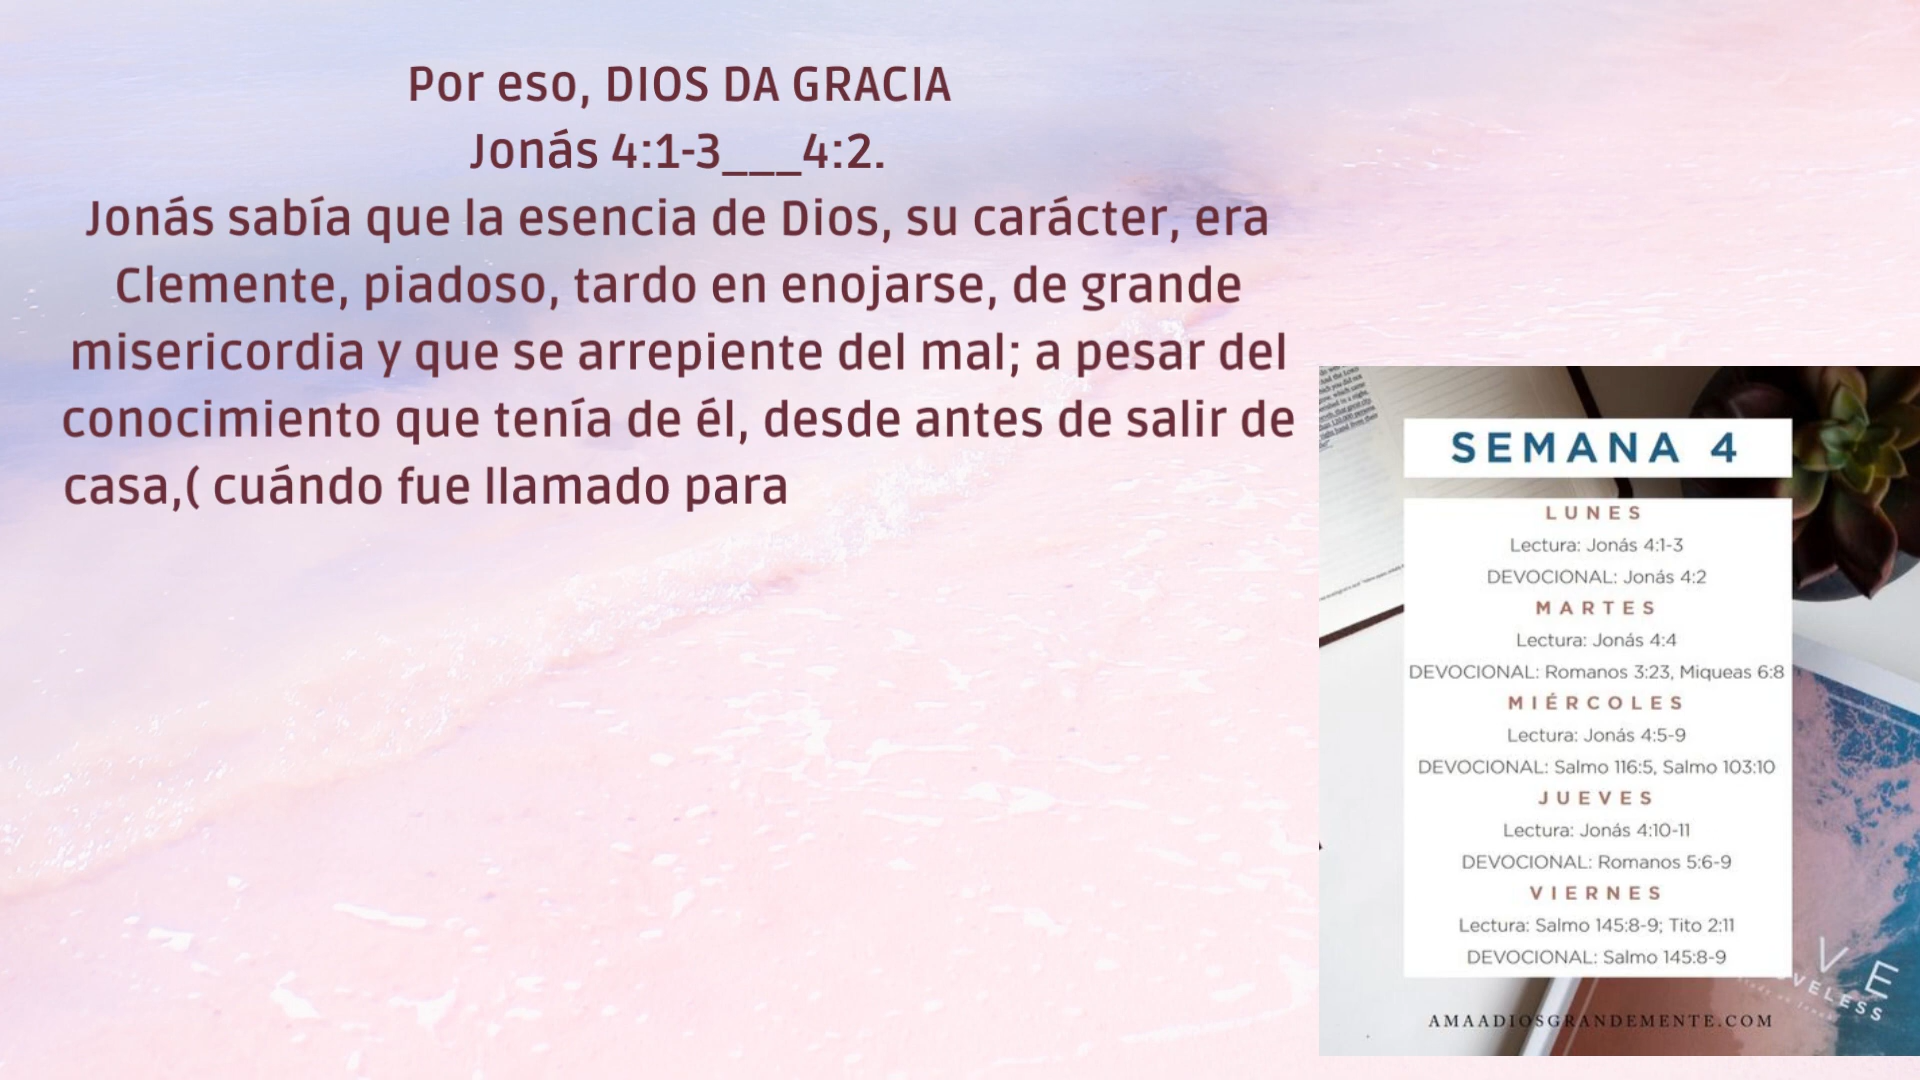 Por eso, DIOS DA GRACIA
Jonás 4:1-3___4:2.
Jonás sabía que la esencia de Dios, su carácter, era
Clemente, piadoso, tardo en enojarse, de grande
misericordia y que se arrepiente del mal; a pesar del
conocimiento que tenía de él, desde antes de salir de
casa,( cuándo fue llamado para
SEMANA 4
LUNES
Lectura: Jonás 4:1-3
DEVOCIONAL: Jonás 4:2
MARTES
Lectura: Jonás 4:4
DEVOCIONAL: Romanos 3:23, Miqueas 6:8
MIÉRCOLES
Lectura: Jonás 4:5-9
DEVOCIONAL: Salmo 116:5, Salmo 103:10
JUEVES
Lectura: Jonás 4:10-11
DEVOCIONAL: Romanos 5:6-9
VIERNES
Lectura: Salmo 145:8-9; Tito 2:11
DEVOCIONAL: Salmo 145:8-9
VE
VELESS
AMAADIOSGRANDEMENTE.COM